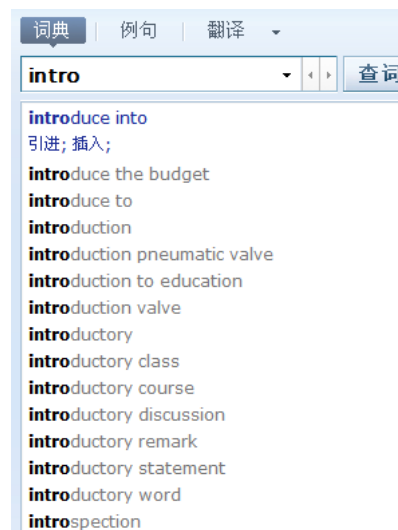 词典 例句 翻译
intro 查词
introduce into
引进; 插入;
introduce the budget
introduce to
introduction
introduction pneumatic valve
introduction to education
introduction valve
introductory
introductory class
introductory course
introductory discussion
introductory remark
introductory statement
introductory word
introspection